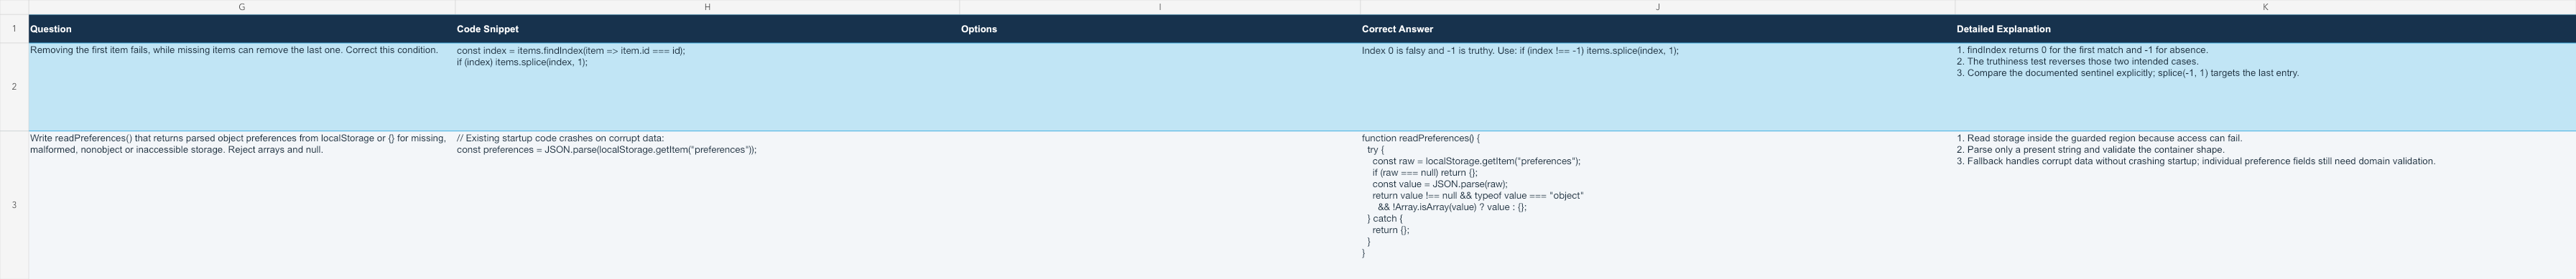 G H I J K
1 Question Code Snippet Options Correct Answer Detailed Explanation
2
Removing the first item fails, while missing items can remove the last one. Correct this condition.
const index = items.findIndex(item => item.id === id);
if (index) items.splice(index, 1);
Index 0 is falsy and -1 is truthy. Use: if (index !== -1) items.splice(index, 1);
1. findIndex returns 0 for the first match and -1 for absence.
2. The truthiness test reverses those two intended cases.
3. Compare the documented sentinel explicitly; splice(-1, 1) targets the last entry.
3
Write readPreferences() that returns parsed object preferences from localStorage or {} for missing,
malformed, nonobject or inaccessible storage. Reject arrays and null.
// Existing startup code crashes on corrupt data:
const preferences = JSON.parse(localStorage.getItem("preferences"));
function readPreferences() {
  try {
    const raw = localStorage.getItem("preferences");
    if (raw === null) return {};
    const value = JSON.parse(raw);
    return value !== null && typeof value === "object"
      && !Array.isArray(value) ? value : {};
  } catch {
    return {};
  }
}
1. Read storage inside the guarded region because access can fail.
2. Parse only a present string and validate the container shape.
3. Fallback handles corrupt data without crashing startup; individual preference fields still need domain validation.